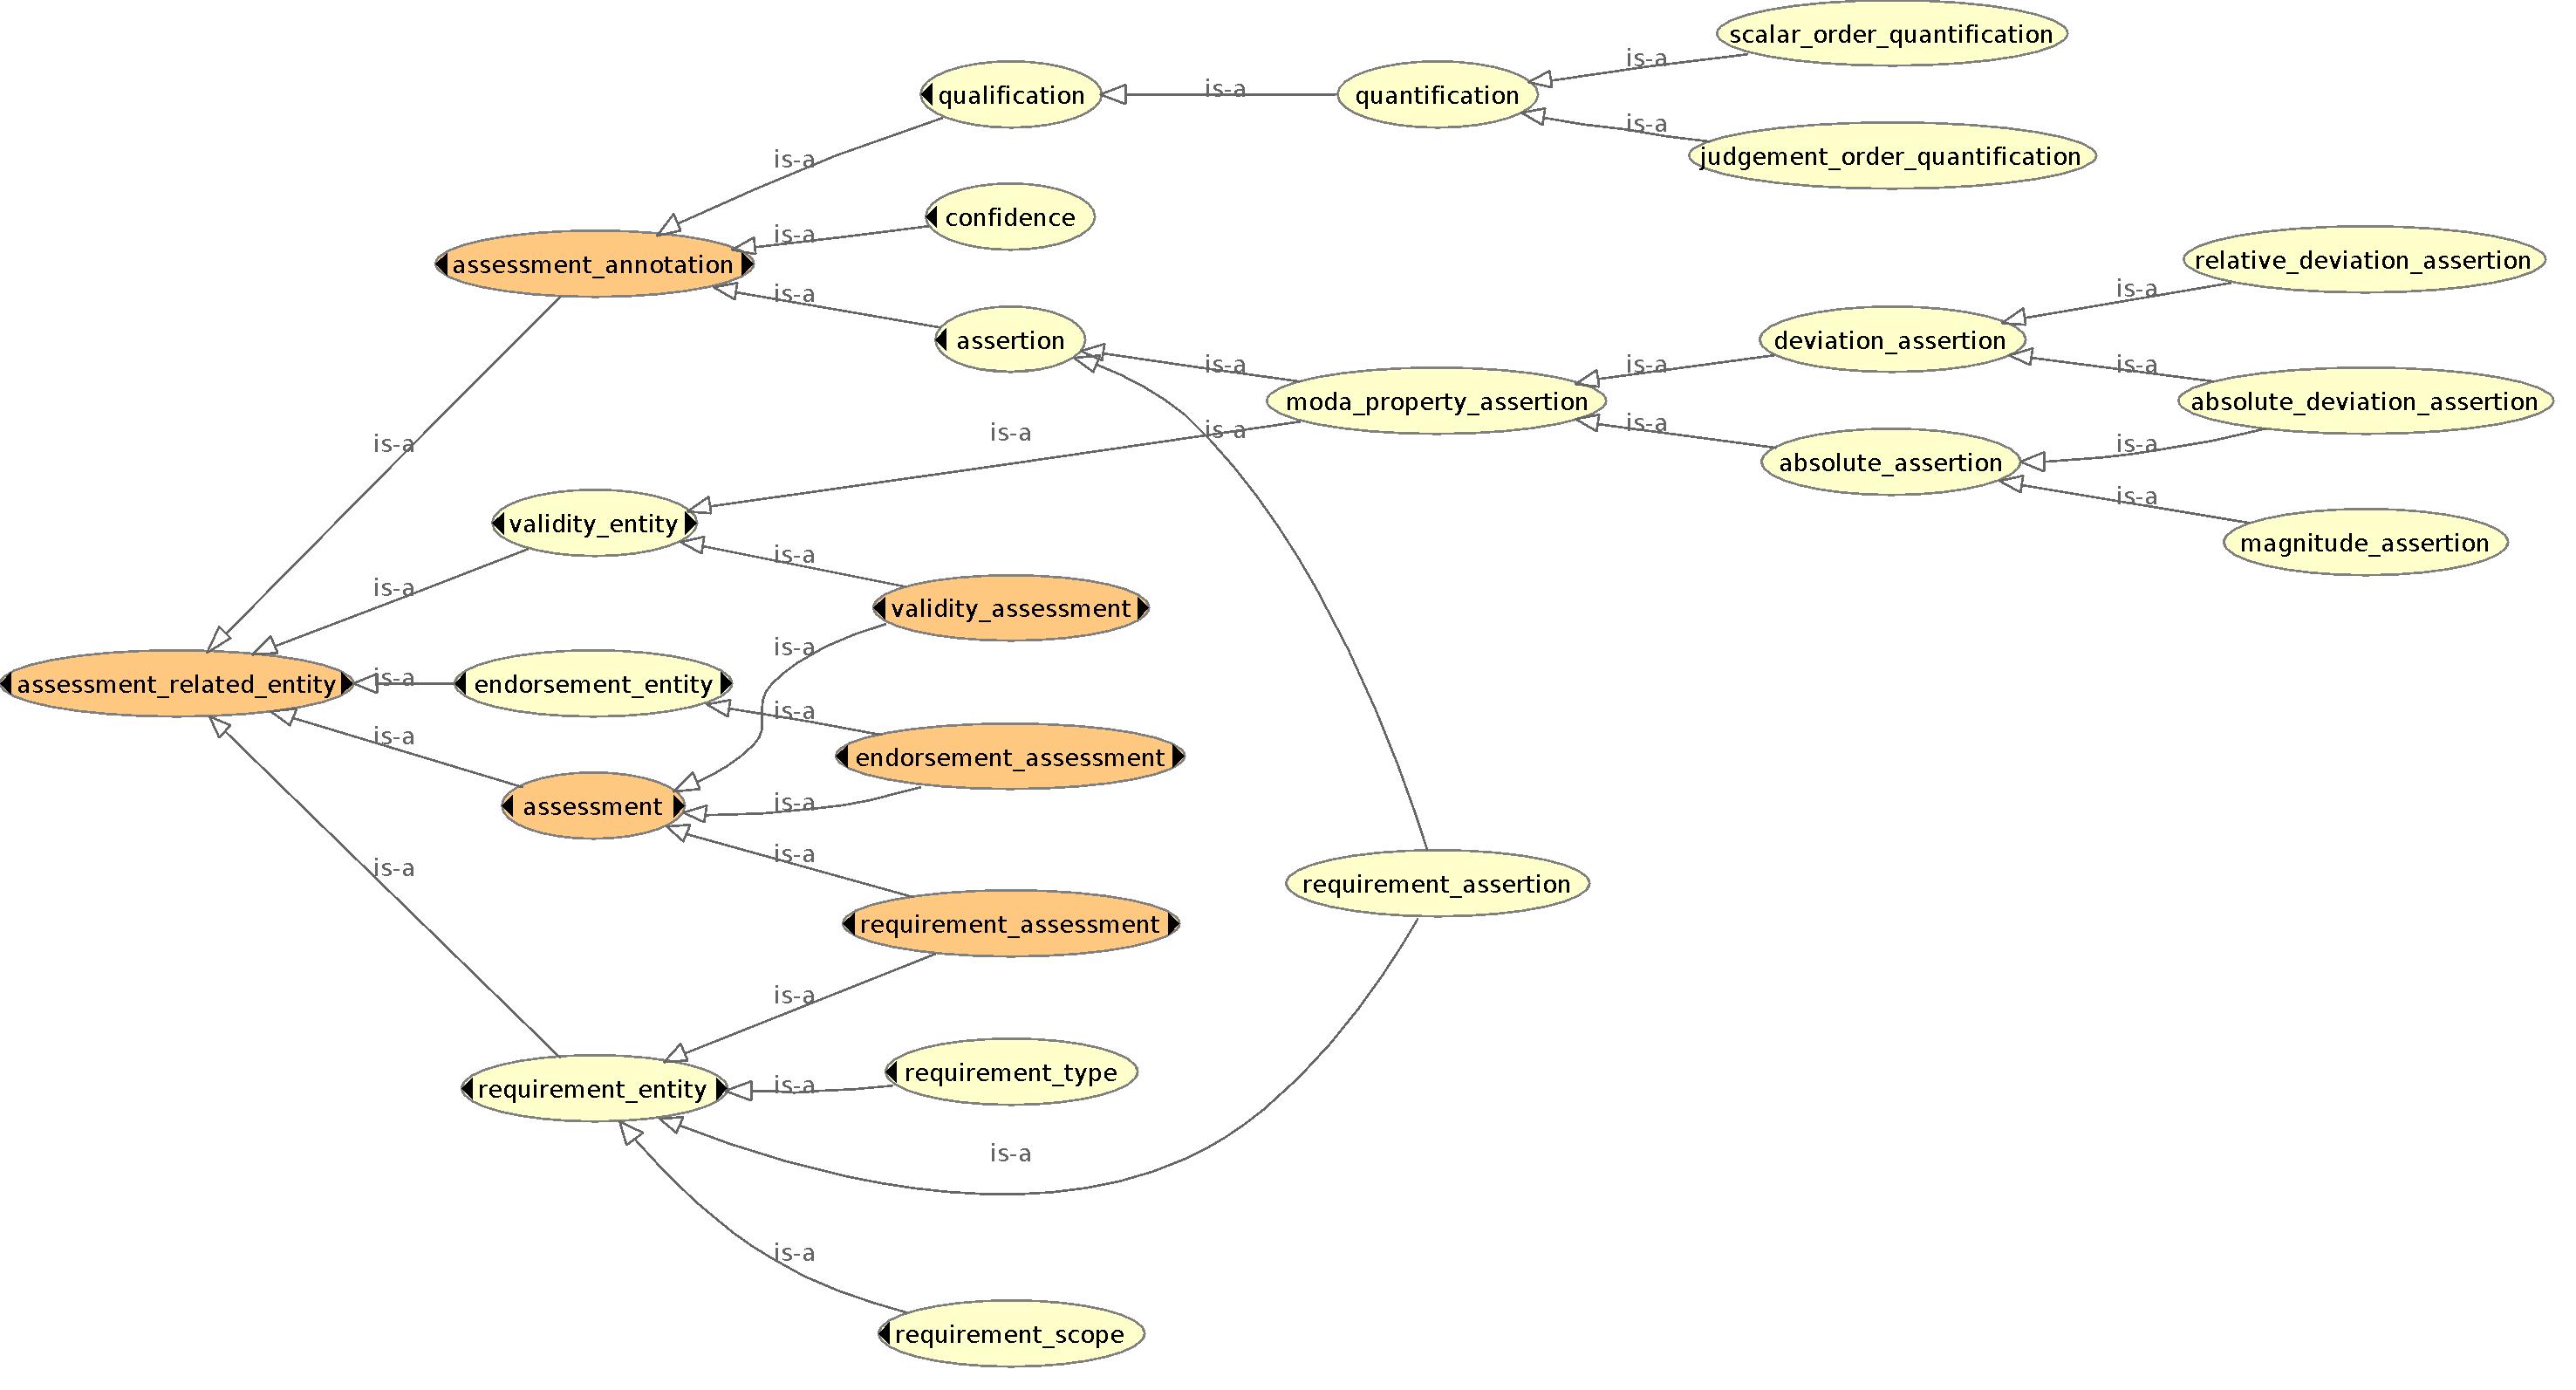 scalar_order_quantification
is-a
qualification
is-a
quantification
is-a
judgement_order_quantification
is-a
confidence
is-a
assessment_annotation
is-a
relative_deviation_assertion
is-a
assertion
is-a
deviation_assertion
is-a
is-a
is-a
moda_property_assertion
absolute_deviation_assertion
is-a
is-a
is-a
is-a
is-a
absolute_assertion
is-a
validity_entity
magnitude_assertion
is-a
is-a
validity_assessment
is-a
assessment_related_entity
is-a
endorsement_entity
is-a
is-a
endorsement_assessment
assessment
is-a
is-a
is-a
requirement_assertion
requirement_assessment
is-a
requirement_type
requirement_entity
is-a
is-a
is-a
requirement_scope